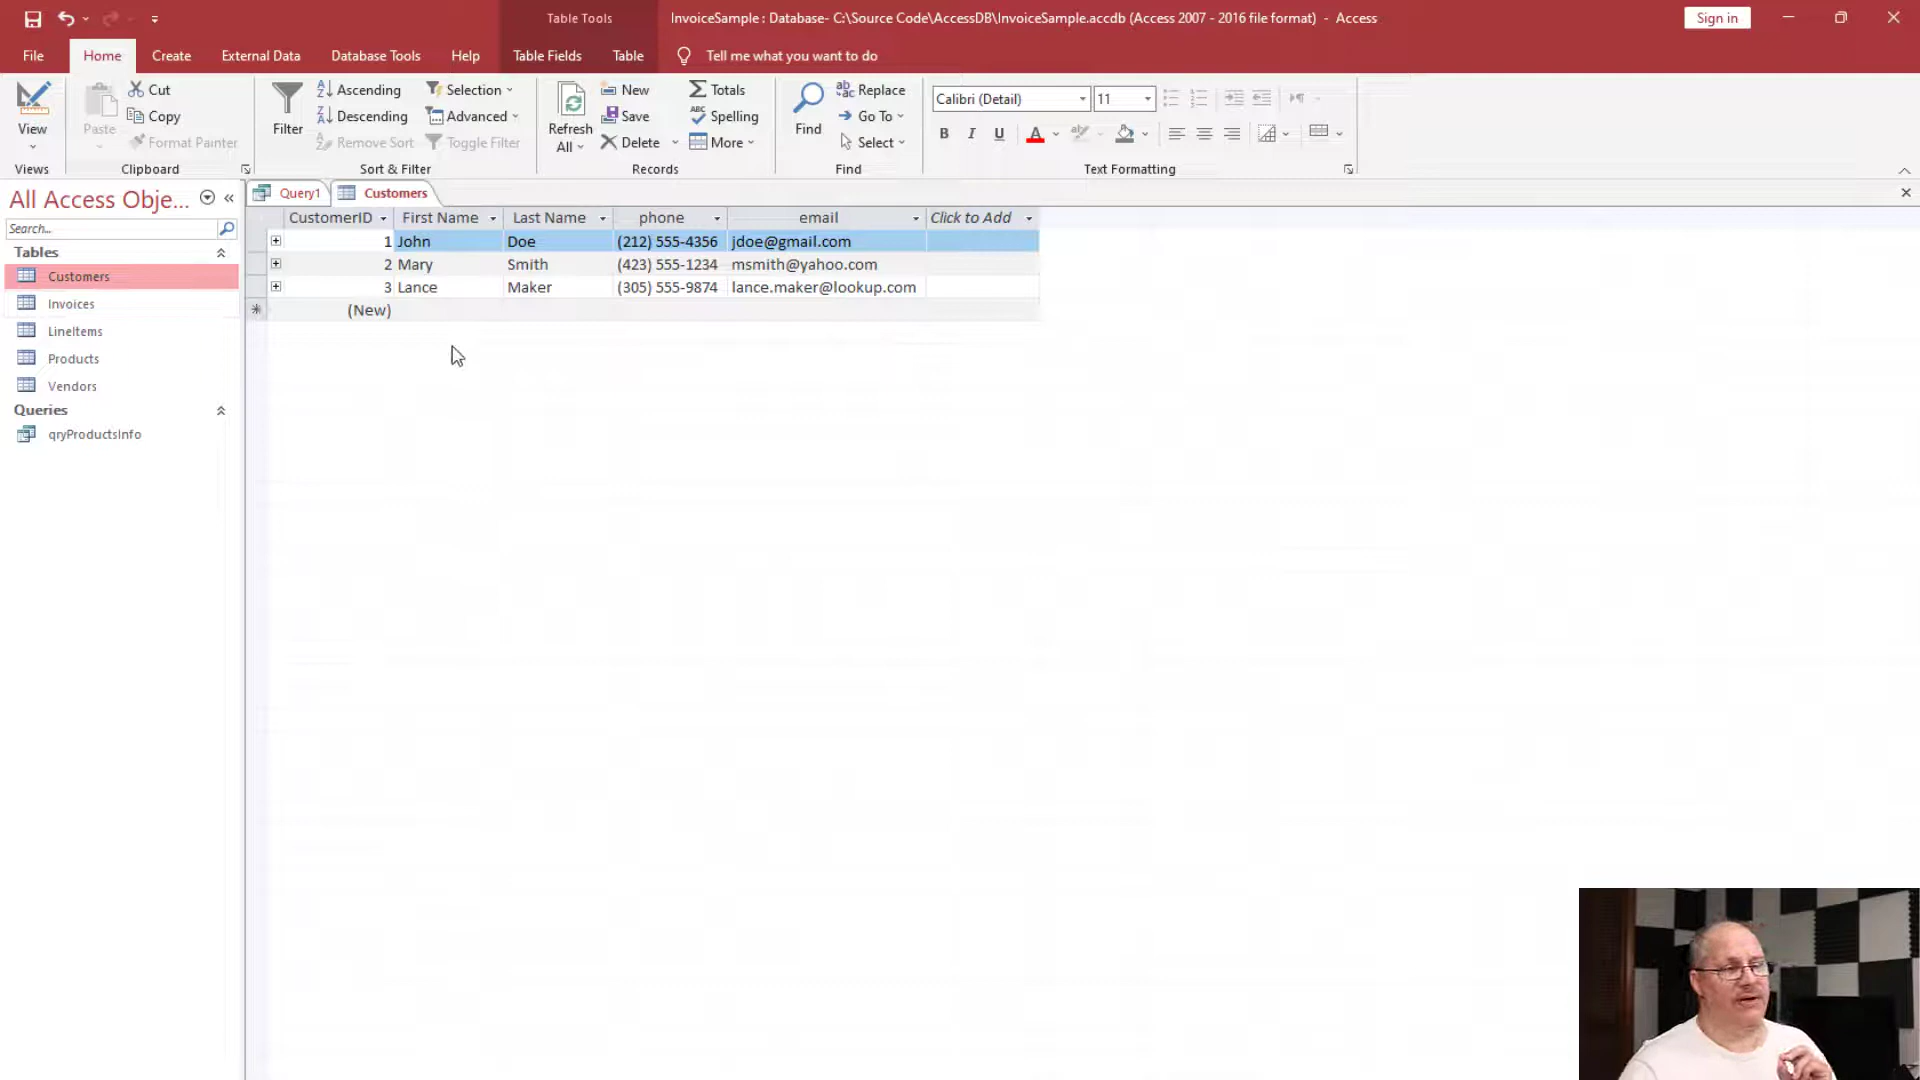 Table Tools
InvoiceSample : Database- C:\Source Code\AccessDB\InvoiceSample.accdb (Access 2007 - 2016 file format) - Access
Sign in
File Home Create External Data Database Tools Help Table Fields Table Tell me what you want to do
View
Views
Paste
Cut
Copy
Format Painter
Clipboard
Filter
Ascending
Descending
Remove Sort
Selection
Advanced
Toggle Filter
Sort & Filter
Refresh
All
New
Save
Delete
Totals
Spelling
More
Records
Find
Replace
Go To
Select
Find
Calibri (Detail) 11
B I U A
Text Formatting
All Access Obje...
Search...
Tables
Customers
Invoices
LineItems
Products
Vendors
Queries
qryProductsInfo
Query1 Customers
CustomerID First Name Last Name phone email Click to Add
1 John Doe (212) 555-4356 jdoe@gmail.com
2 Mary Smith (423) 555-1234 msmith@yahoo.com
3 Lance Maker (305) 555-9874 lance.maker@lookup.com
(New)